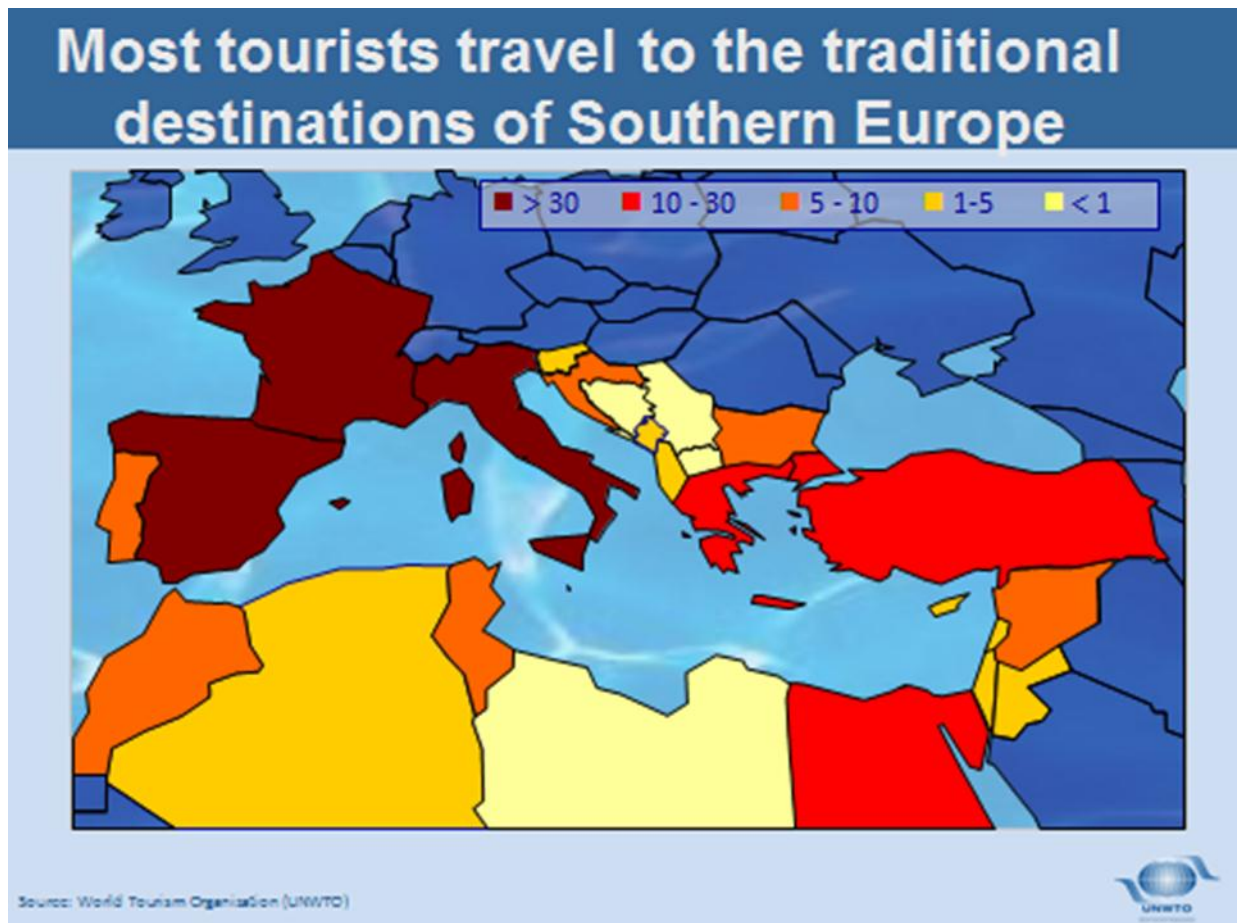 Most tourists travel to the traditional
destinations of Southern Europe
> 30 10 - 30 5 - 10 1-5 < 1
Source: World Tourism Organisation (UNWTO)
UNWTO